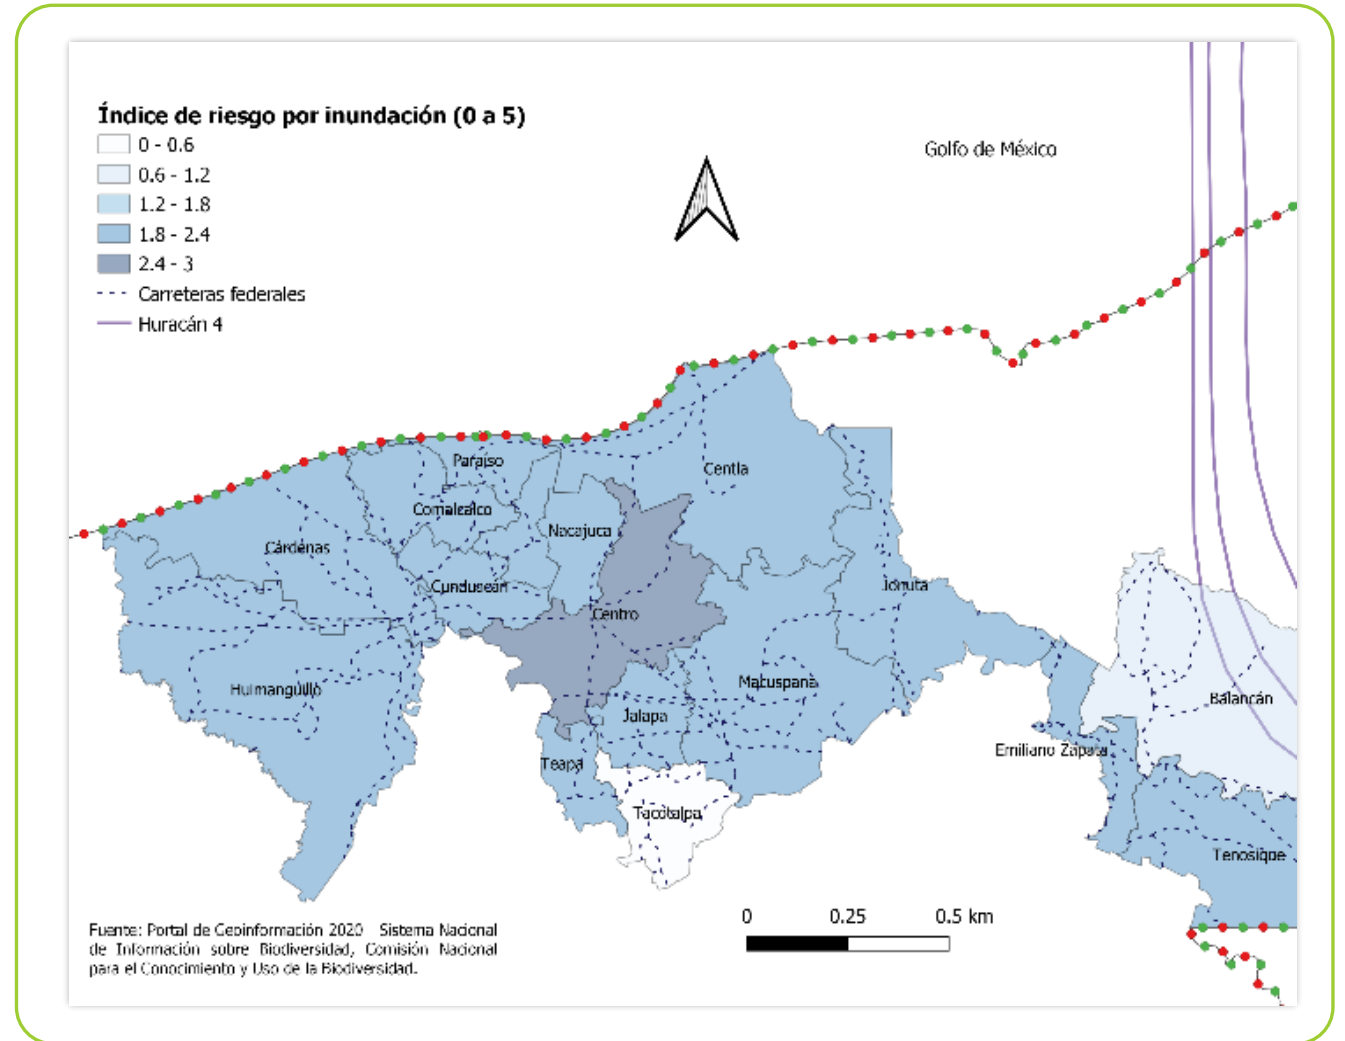 Índice de riesgo por inundación (0 a 5)
0 - 0.6
0.6 - 1.2
1.2 - 1.8
1.8 - 2.4
2.4 - 3
Carreteras federales
Huracán 4
Golfo de México
Paraíso
Centla
Comalcalco
Nacajuca
Cárdenas
Cunduseán
Jonuta
Centro
Huimanguillo
Macuspana
Balancán
Jalapa
Emiliano Zapata
Teapa
Tacotalpa
Tenosique
0 0.25 0.5 km
Fuente: Portal de Geoinformación 2020 Sistema Nacional
de Información sobre Biodiversidad, Comisión Nacional
para el Conocimiento y Uso de la Biodiversidad.